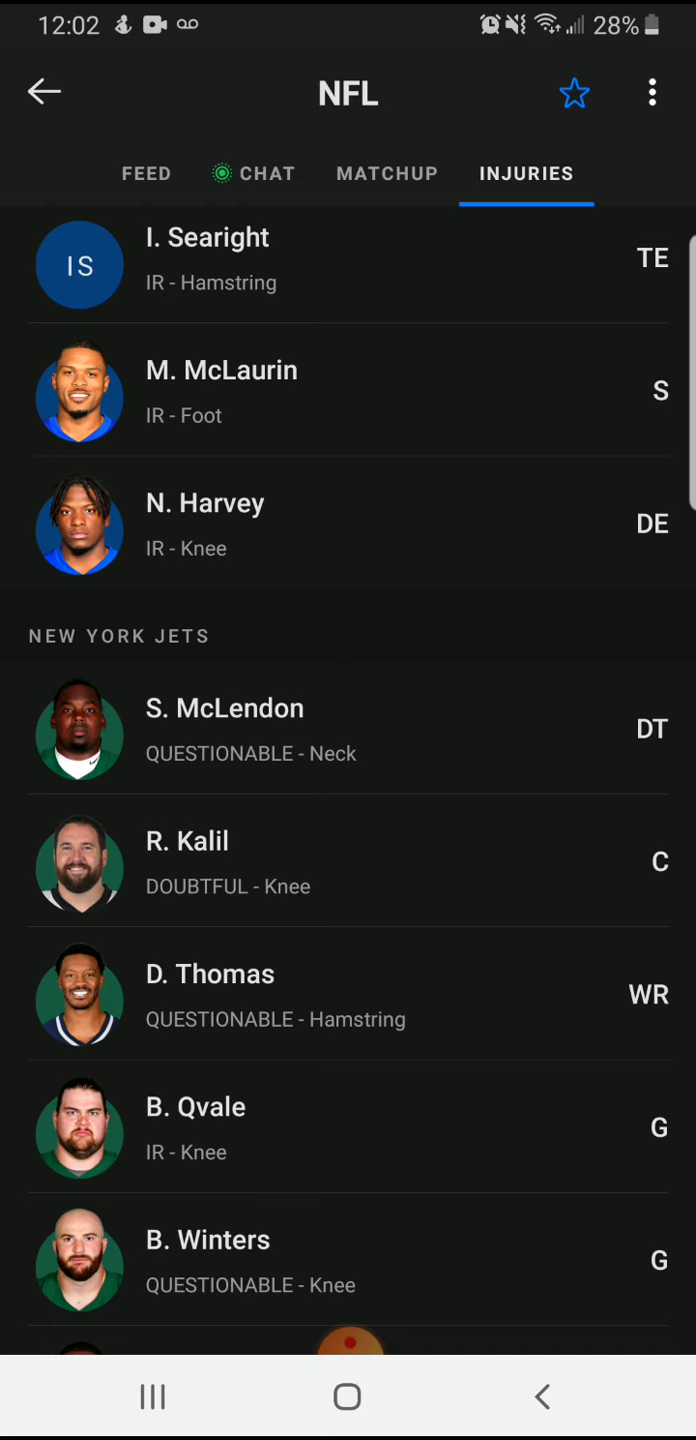 12:02 28%
NFL
FEED CHAT MATCHUP INJURIES
IS I. Searight TE
IR - Hamstring
M. McLaurin S
IR - Foot
N. Harvey DE
IR - Knee
NEW YORK JETS
S. McLendon DT
QUESTIONABLE - Neck
R. Kalil C
DOUBTFUL - Knee
D. Thomas WR
QUESTIONABLE - Hamstring
B. Qvale G
IR - Knee
B. Winters G
QUESTIONABLE - Knee